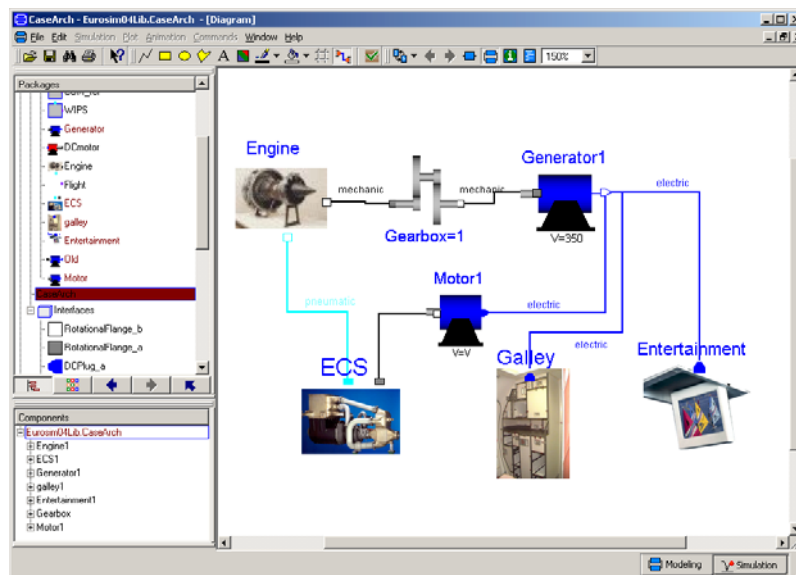 CaseArch - Eurosim04Lib.CaseArch - [Diagram]
File Edit Simulation Plot Animation Commands Window Help
150%
Packages
WIPS
Generator
DCmotor
Engine
Flight
ECS
galley
Entertainment
Old
Motor
CaseArch
Interfaces
RotationalFlange_b
RotationalFlange_a
DCPlug_a
Components
Eurosim04Lib.CaseArch
Engine1
ECS1
Generator1
galley1
Entertainment1
Gearbox
Motor1
Engine
mechanic
Gearbox=1
mechanic
Generator1
V=350
electric
pneumatic
Motor1
V=V
electric
ECS
Galley
electric
Entertainment
Modeling
Simulation